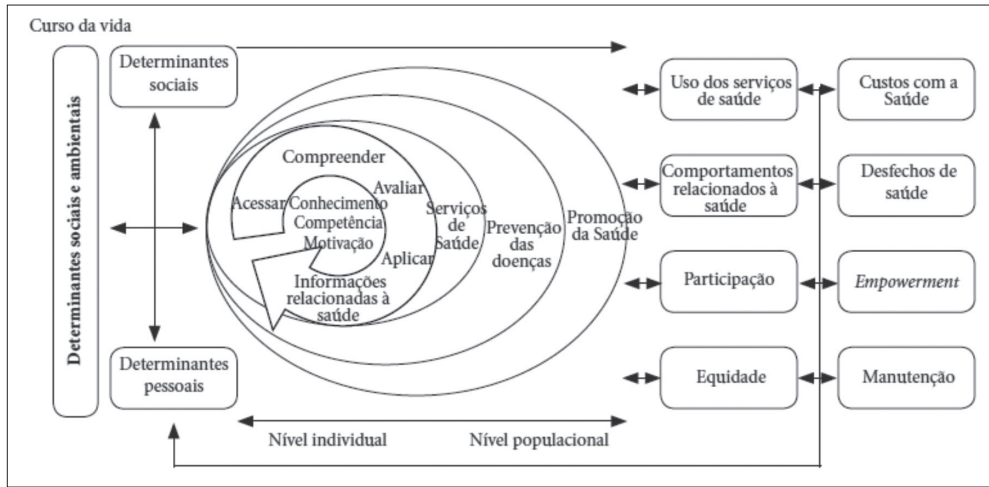 Curso da vida
Determinantes sociais e ambientais
Determinantes
sociais
Determinantes
pessoais
Compreender
Acessar
Avaliar
Conhecimento
Competência
Motivação
Aplicar
Informações
relacionadas à
saúde
Serviços
de
Saúde
Prevenção
das
doenças
Promoção
da Saúde
Nível individual
Nível populacional
Uso dos serviços
de saúde
Custos com a
Saúde
Comportamentos
relacionados à
saúde
Desfechos de
saúde
Participação
Empowerment
Equidade
Manutenção